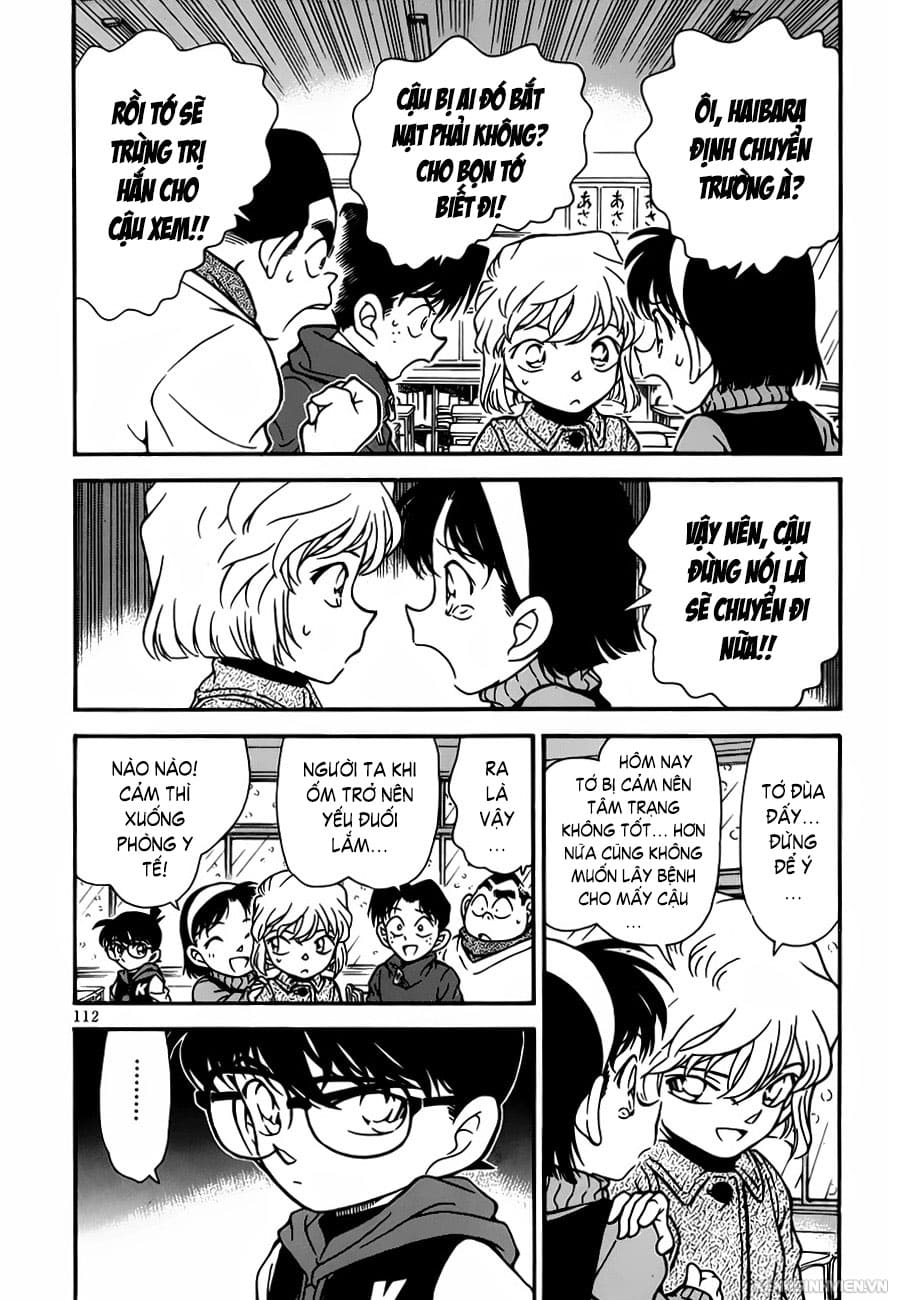 ÔI, HAIBARA
ĐỊNH CHUYỂN
TRƯỜNG À?
CẬU BỊ AI ĐÓ BẮT
NẠT PHẢI KHÔNG?
CHO BỌN TỚ
BIẾT ĐI!
RỒI TỚ SẼ
TRỪNG TRỊ
HẮN CHO
CẬU XEM!!
あさ
あさ
VẬY NÊN, CẬU
ĐỪNG NÓI LÀ
SẼ CHUYỂN ĐI
NỮA!!
TỚ ĐÙA
ĐẤY...
ĐỪNG
ĐỂ Ý
HÔM NAY
TỚ BỊ CẢM NÊN
TÂM TRẠNG
KHÔNG TỐT... HƠN
NỮA CŨNG KHÔNG
MUỐN LÂY BỆNH
CHO MẤY CẬU
...
RA
LÀ
VẬY
...
NGƯỜI TA KHI
ỐM TRỞ NÊN
YẾU ĐUỐI
LẮM...
NÀO NÀO!
CẢM THÌ
XUỐNG
PHÒNG Y
TẾ!
K
112
.........
K